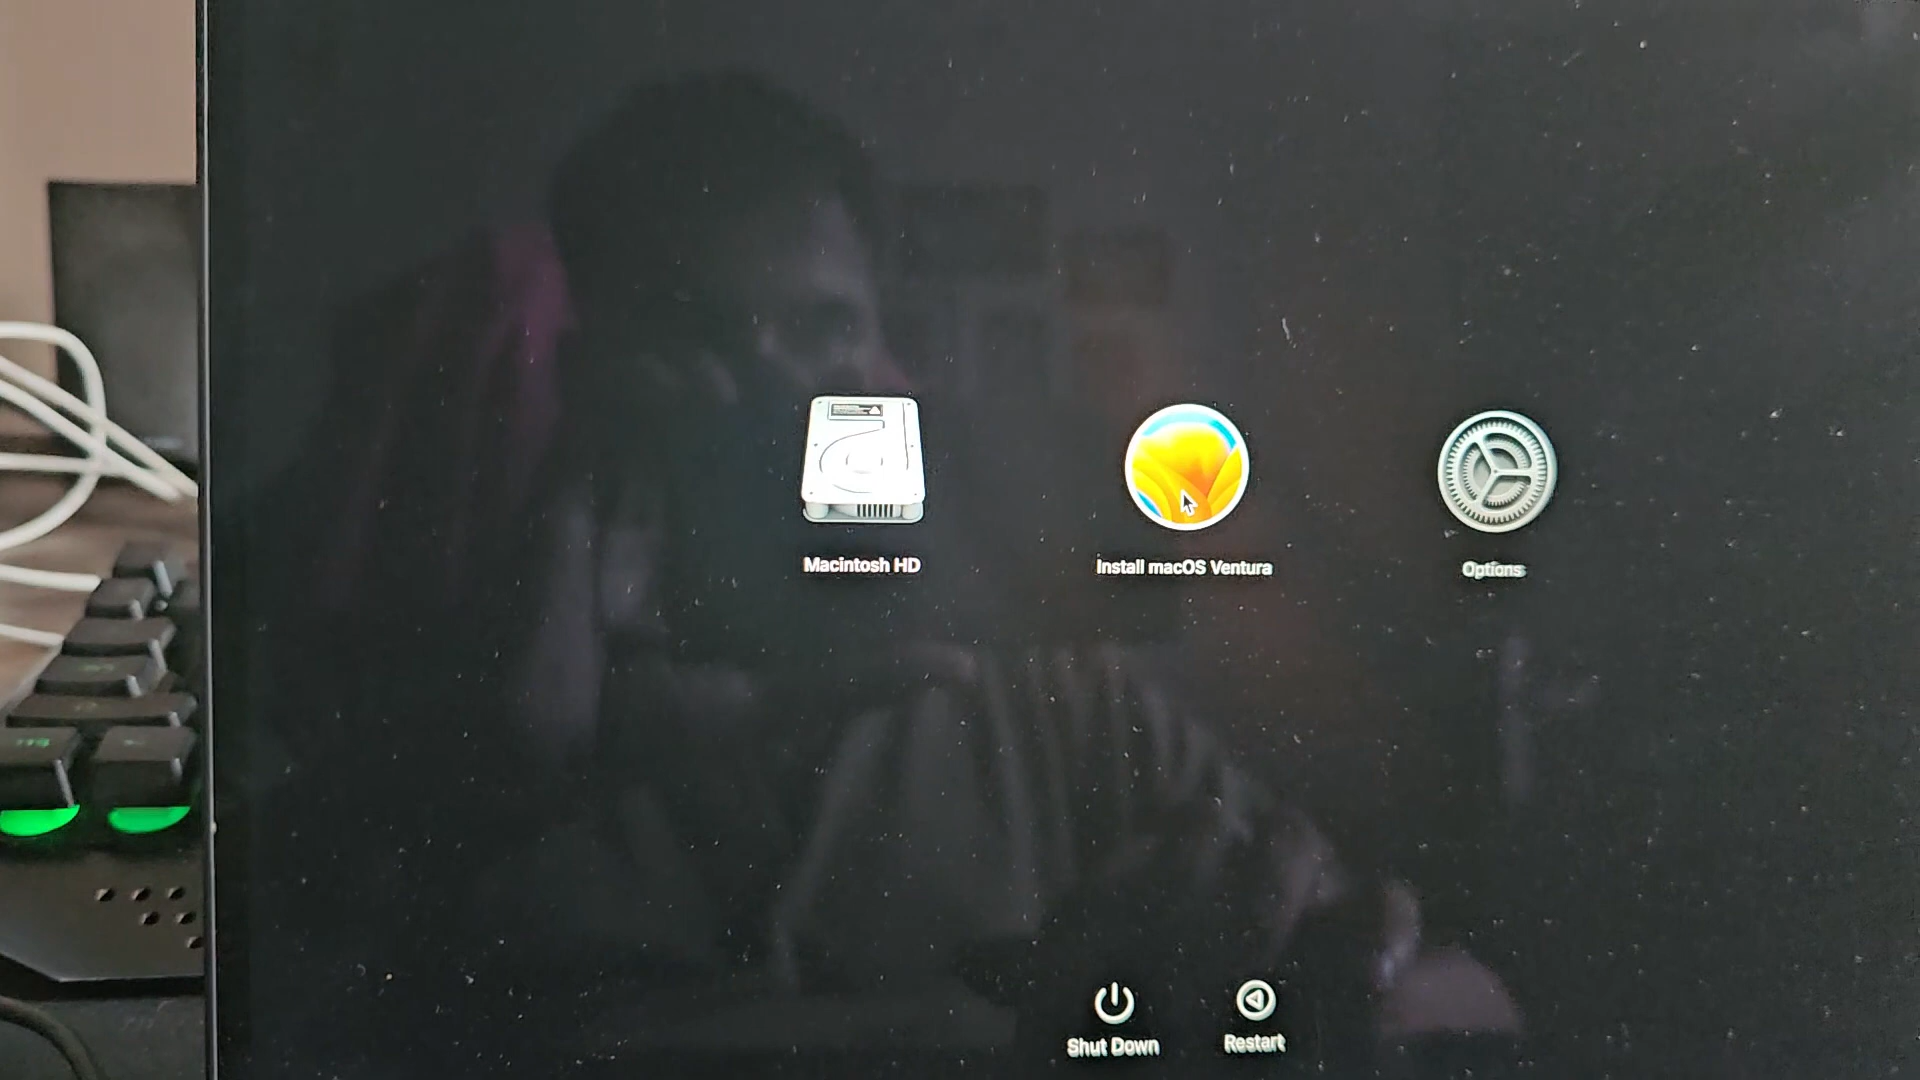 Macintosh HD
Install macOS Ventura
Options
Shut Down
Restart